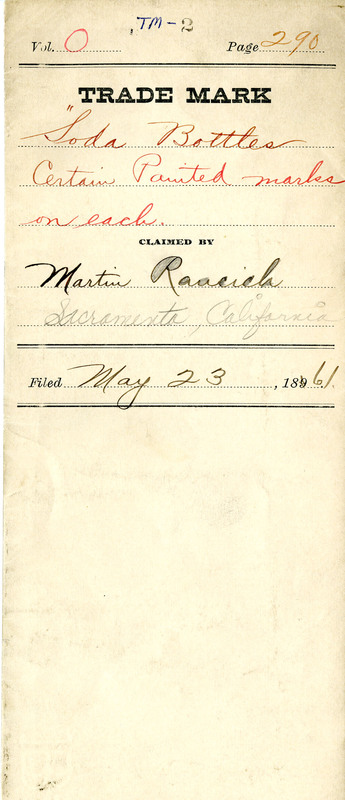 TM-2
Vol. O Page 290
TRADE MARK
"Soda Bottles
Certain Painted marks
on each.
CLAIMED BY
Martin
Sacramento, California
Filed May 23, 1861.